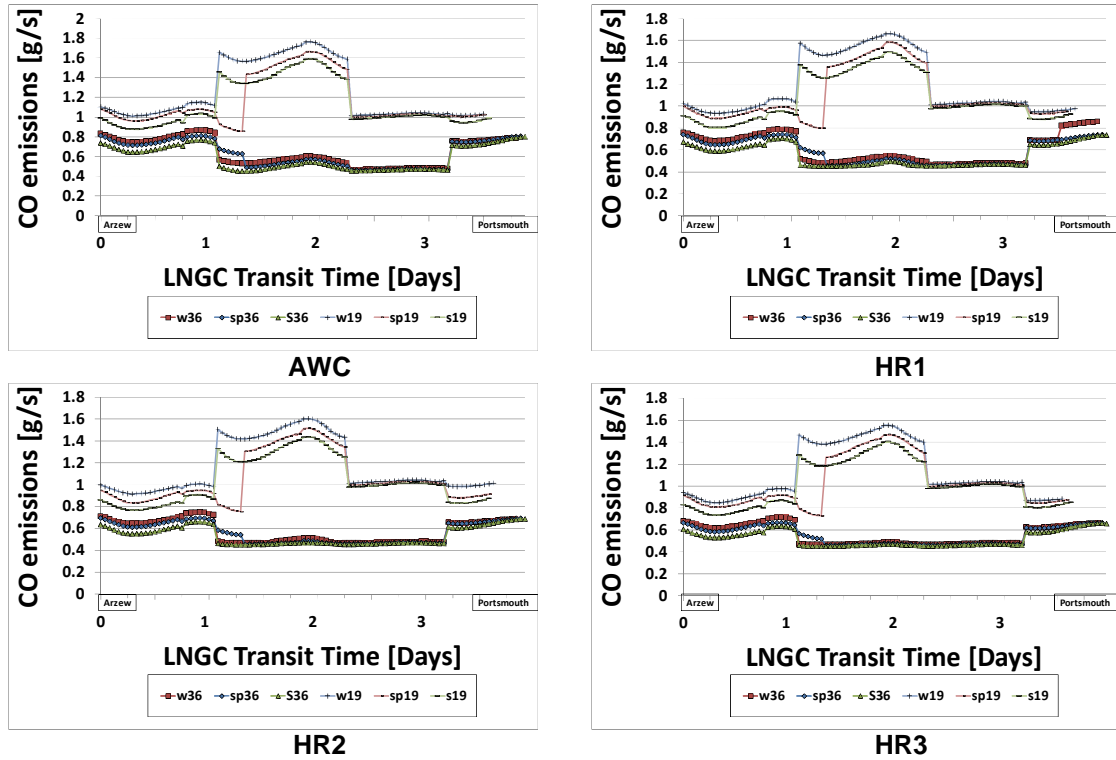 CO emissions [g/s]
2
1.8
1.6
1.4
1.2
1
0.8
0.6
0.4
0.2
0
Arzew
Portsmouth
0 1 2 3
LNGC Transit Time [Days]
w36 sp36 S36 w19 sp19 s19
AWC
CO emissions [g/s]
1.8
1.6
1.4
1.2
1
0.8
0.6
0.4
0.2
0
Arzew
Portsmouth
0 1 2 3
LNGC Transit Time [Days]
w36 sp36 S36 w19 sp19 s19
HR1
CO emissions [g/s]
1.8
1.6
1.4
1.2
1
0.8
0.6
0.4
0.2
0
Arzew
Portsmouth
0 1 2 3
LNGC Transit Time [Days]
w36 sp36 S36 w19 sp19 s19
HR2
CO emissions [g/s]
1.8
1.6
1.4
1.2
1
0.8
0.6
0.4
0.2
0
Arzew
Portsmouth
0 1 2 3
LNGC Transit Time [Days]
w36 sp36 S36 w19 sp19 s19
HR3